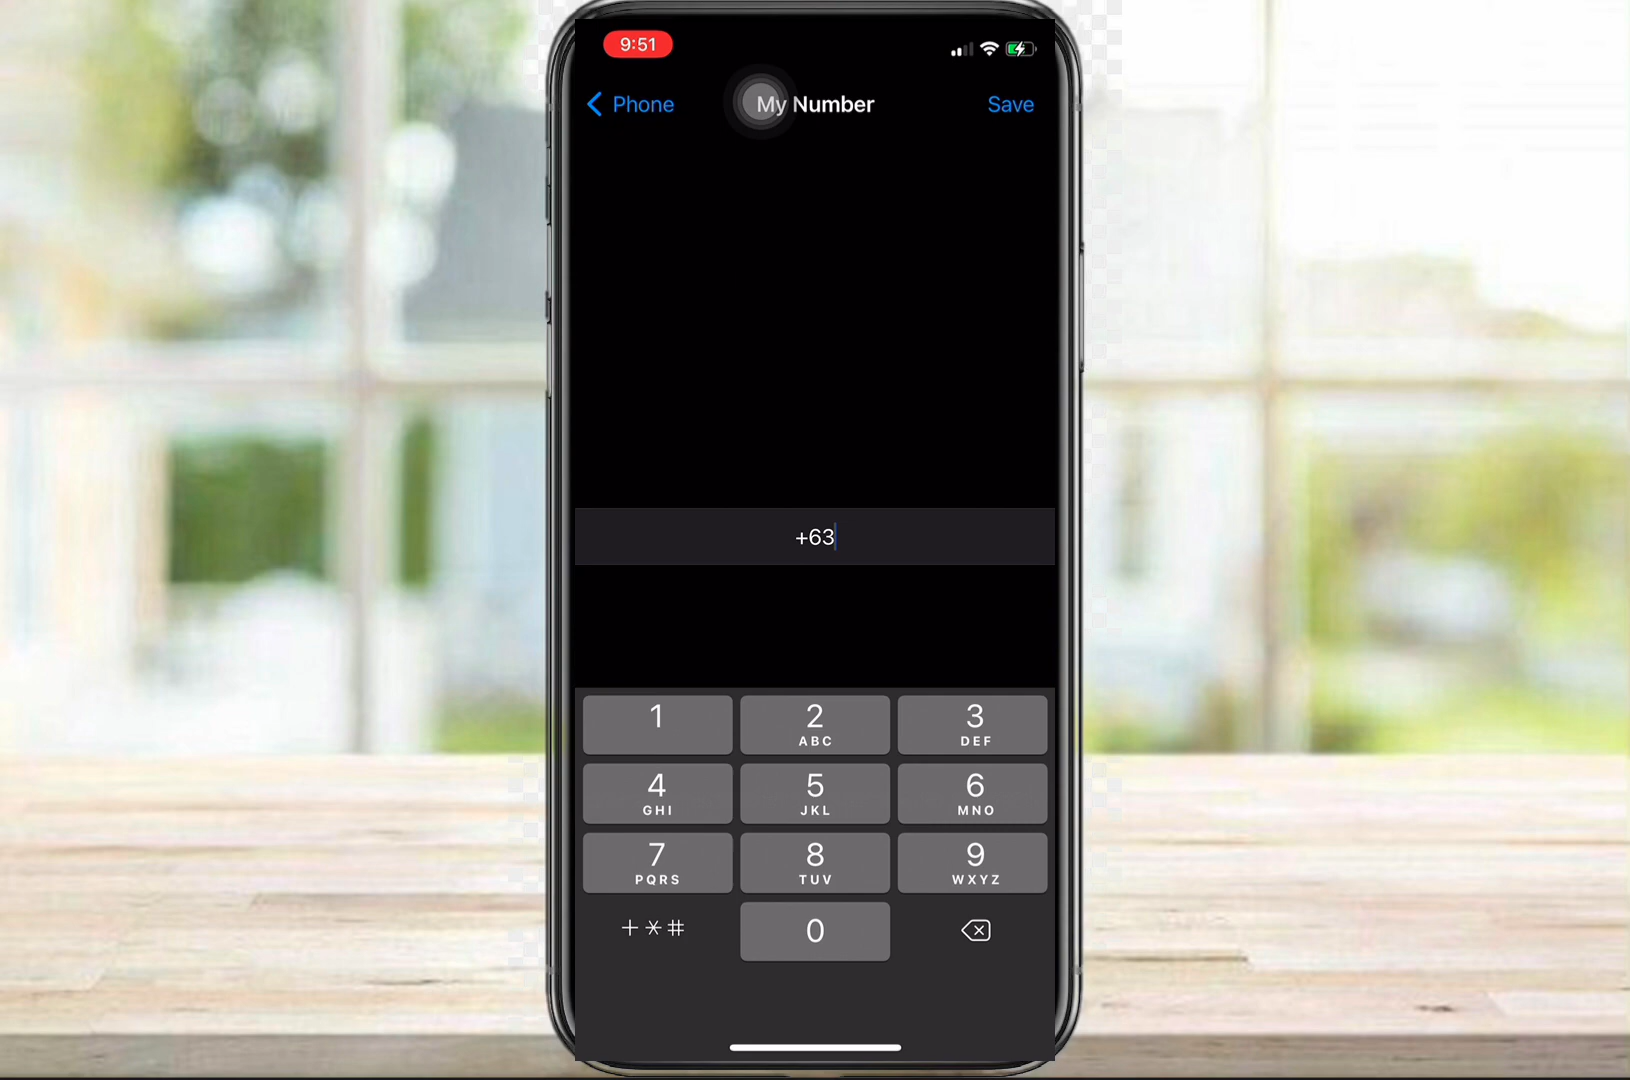 9:51
Phone My Number Save
+63
1 2 3
ABC DEF
4 5 6
GHI JKL MNO
7 8 9
PQRS TUV WXYZ
+*# 0